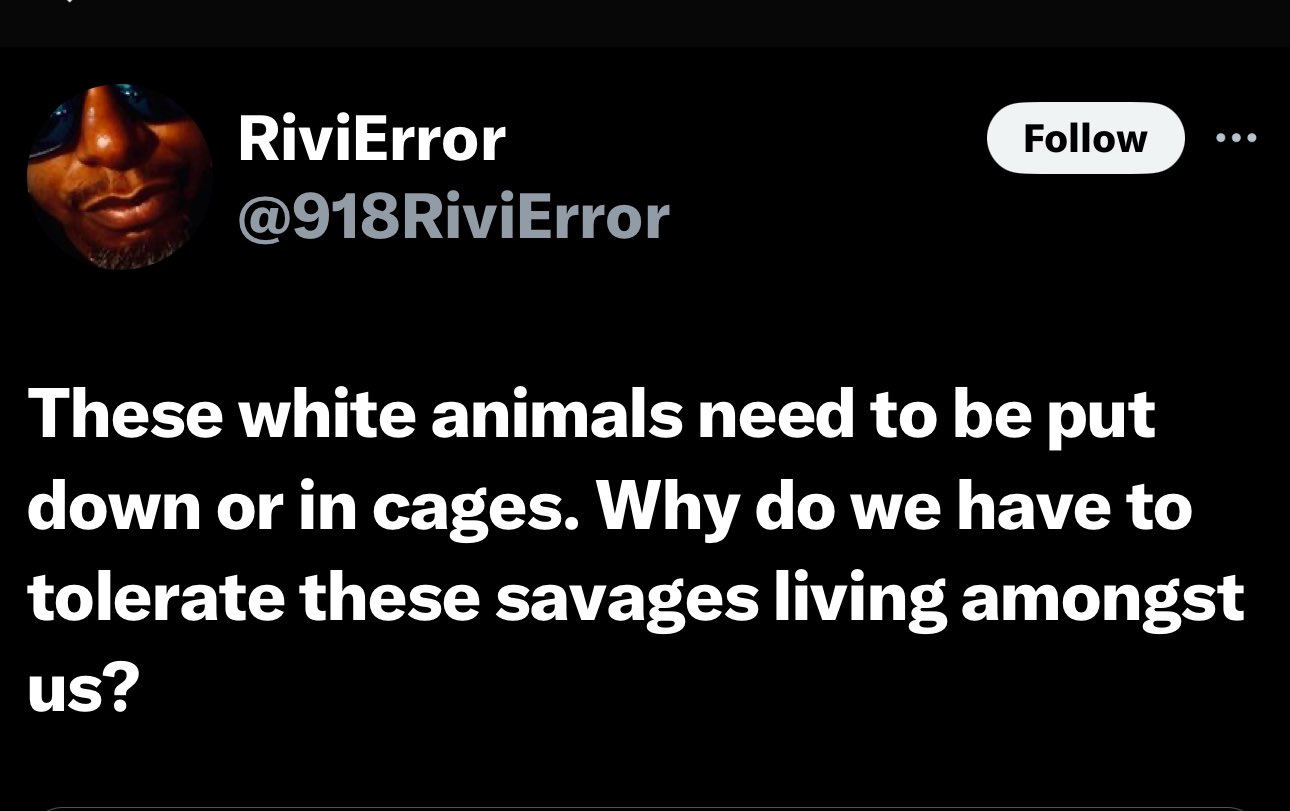 RiviError
Follow
@918RiviError
These white animals need to be put
down or in cages. Why do we have to
tolerate these savages living amongst
us?